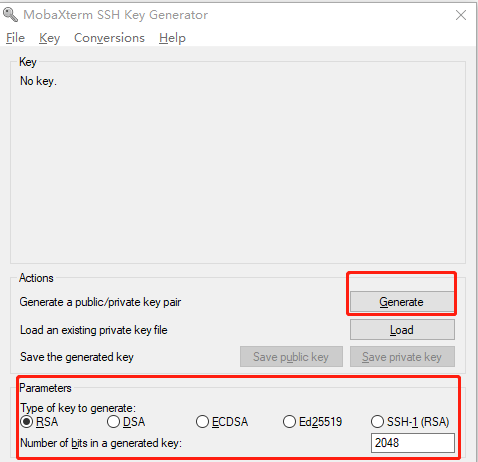 MobaXterm SSH Key Generator
File Key Conversions Help
Key
No key.
Actions
Generate a public/private key pair Generate
Load an existing private key file Load
Save the generated key Save public key Save private key
Parameters
Type of key to generate:
RSA DSA ECDSA Ed25519 SSH-1 (RSA)
Number of bits in a generated key: 2048